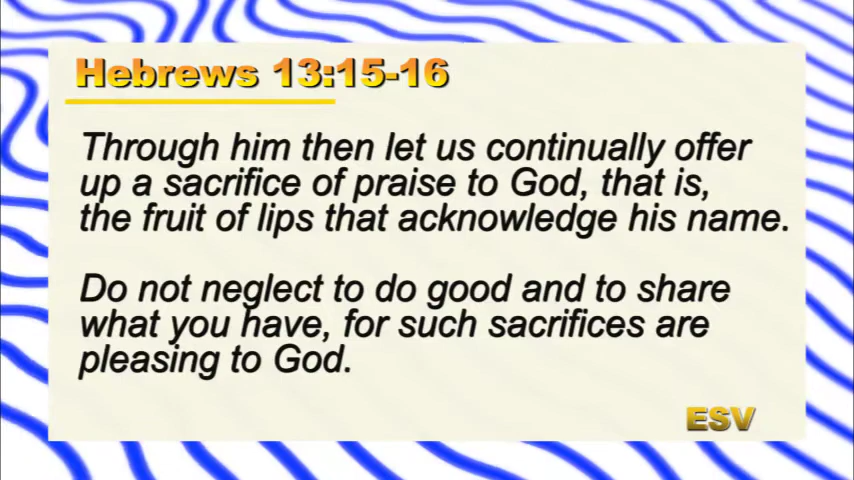 Hebrews 13:15-16
Through him then let us continually offer
up a sacrifice of praise to God, that is,
the fruit of lips that acknowledge his name.
Do not neglect to do good and to share
what you have, for such sacrifices are
pleasing to God.
ESV